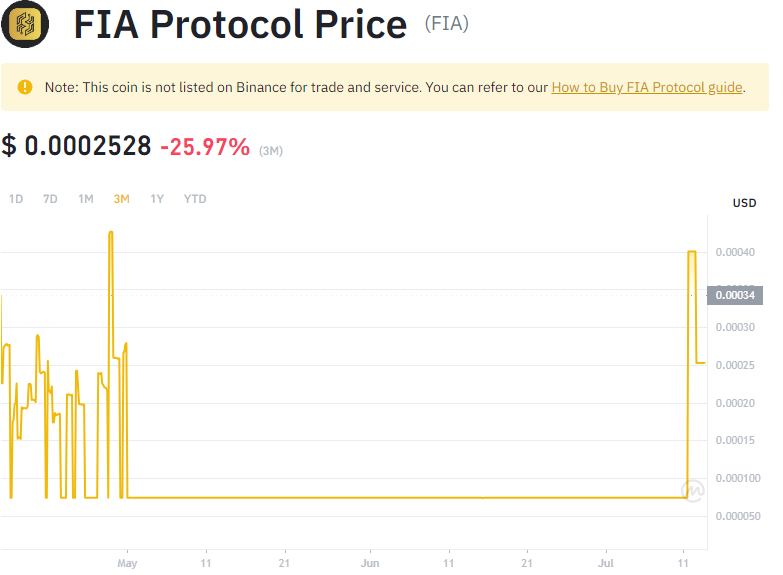 FIA Protocol Price (FIA)
Note: This coin is not listed on Binance for trade and service. You can refer to our How to Buy FIA Protocol guide.
$ 0.0002528 -25.97% (3M)
1D 7D 1M 3M 1Y YTD
USD
0.00040
0.00034
0.00030
0.00025
0.00020
0.00015
0.000100
0.000050
May 11 21 Jun 11 21 Jul 11